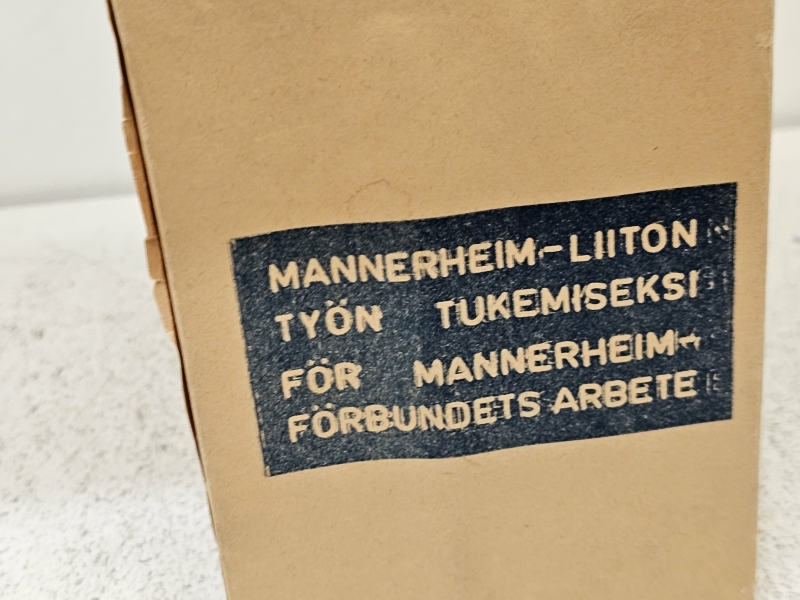 MANNERHEIM-LIITON
TYÖN TUKEMISEKSI
FÖR MANNERHEIM-
FÖRBUNDETS ARBETE